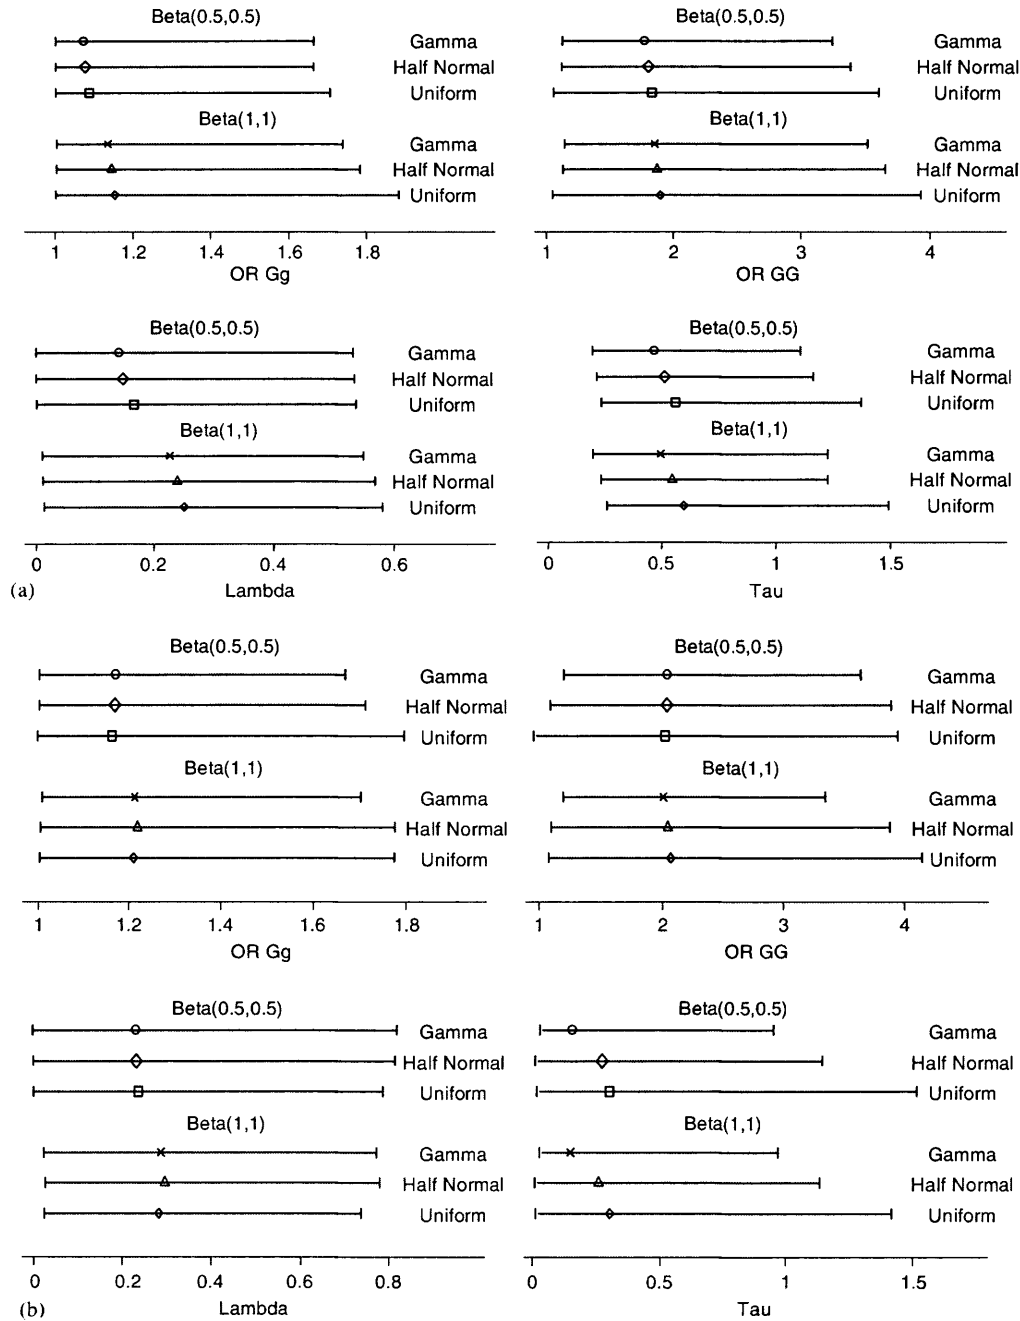 Beta(0.5,0.5)
Gamma
Half Normal
Uniform
Beta(1,1)
Gamma
Half Normal
Uniform
1 1.2 1.4 1.6 1.8
OR Gg
Beta(0.5,0.5)
Gamma
Half Normal
Uniform
Beta(1,1)
Gamma
Half Normal
Uniform
1 2 3 4
OR GG
Beta(0.5,0.5)
Gamma
Half Normal
Uniform
Beta(1,1)
Gamma
Half Normal
Uniform
0 0.2 0.4 0.6
Lambda
Beta(0.5,0.5)
Gamma
Half Normal
Uniform
Beta(1,1)
Gamma
Half Normal
Uniform
0 0.5 1 1.5
Tau
(a)
Beta(0.5,0.5)
Gamma
Half Normal
Uniform
Beta(1,1)
Gamma
Half Normal
Uniform
1 1.2 1.4 1.6 1.8
OR Gg
Beta(0.5,0.5)
Gamma
Half Normal
Uniform
Beta(1,1)
Gamma
Half Normal
Uniform
1 2 3 4
OR GG
Beta(0.5,0.5)
Gamma
Half Normal
Uniform
Beta(1,1)
Gamma
Half Normal
Uniform
0 0.2 0.4 0.6 0.8
Lambda
Beta(0.5,0.5)
Gamma
Half Normal
Uniform
Beta(1,1)
Gamma
Half Normal
Uniform
0 0.5 1 1.5
Tau
(b)